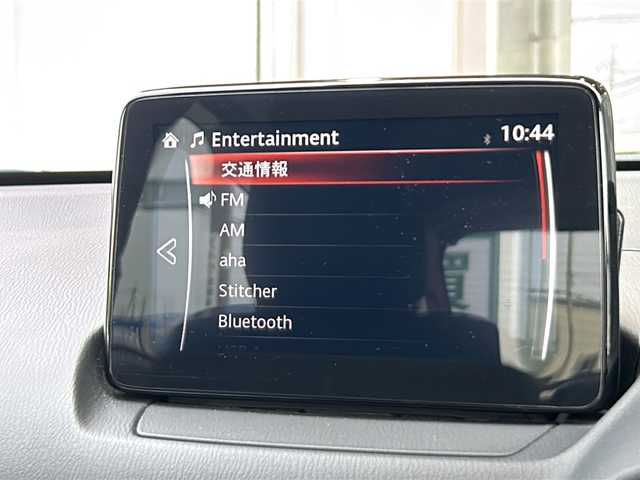 Entertainment 10:44
交通情報
FM
AM
aha
Stitcher
Bluetooth